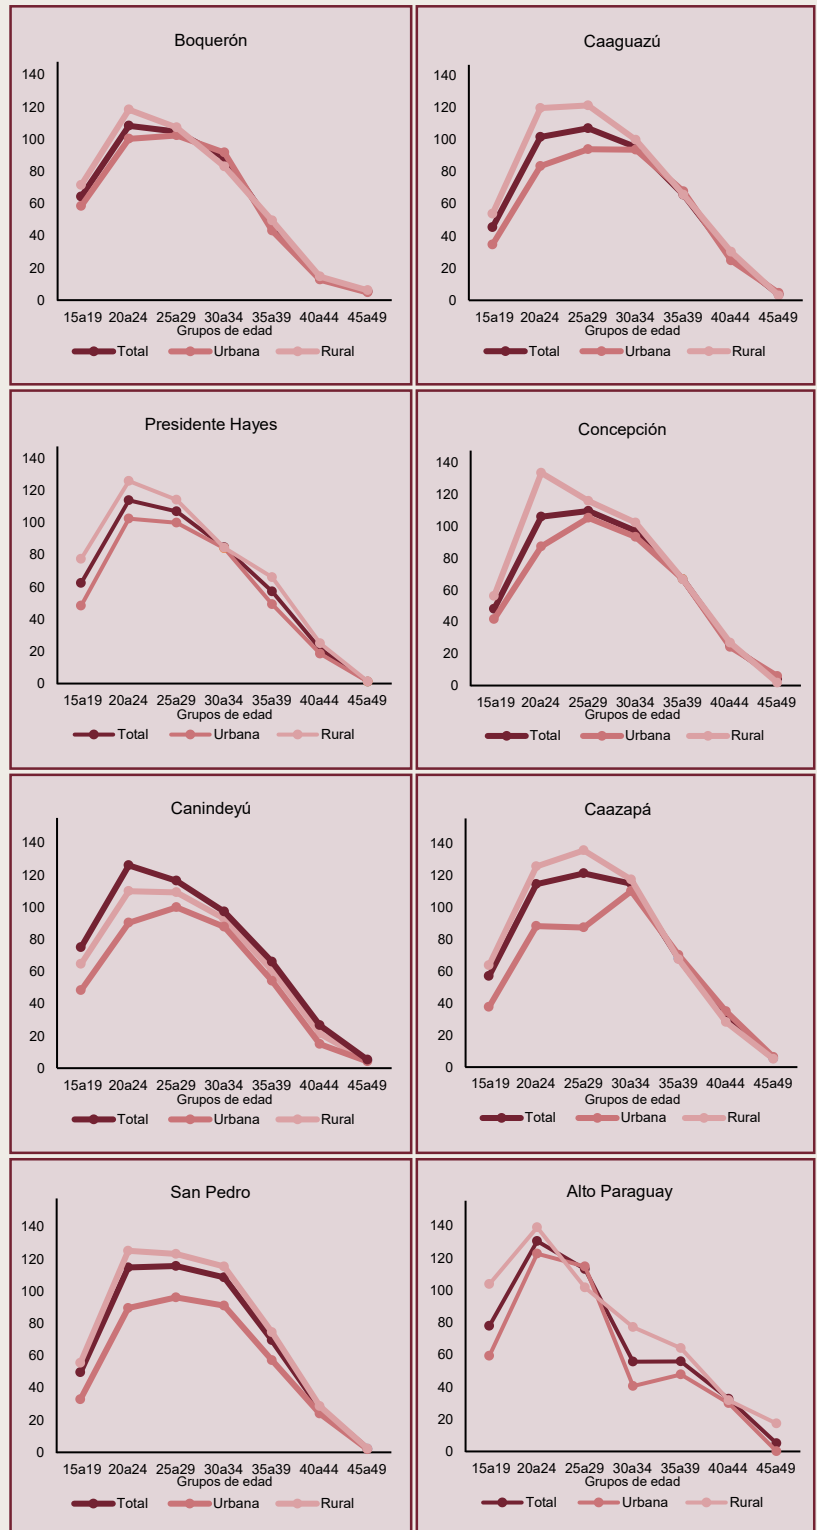 Boquerón
140
120
100
80
60
40
20
0
15a19 20a24 25a29 30a34 35a39 40a44 45a49
Grupos de edad
Total Urbana Rural
Caaguazú
140
120
100
80
60
40
20
0
15a19 20a24 25a29 30a34 35a39 40a44 45a49
Grupos de edad
Total Urbana Rural
Presidente Hayes
140
120
100
80
60
40
20
0
15a19 20a24 25a29 30a34 35a39 40a44 45a49
Grupos de edad
Total Urbana Rural
Concepción
140
120
100
80
60
40
20
0
15a19 20a24 25a29 30a34 35a39 40a44 45a49
Grupos de edad
Total Urbana Rural
Canindeyú
140
120
100
80
60
40
20
0
15a19 20a24 25a29 30a34 35a39 40a44 45a49
Grupos de edad
Total Urbana Rural
Caazapá
140
120
100
80
60
40
20
0
15a19 20a24 25a29 30a34 35a39 40a44 45a49
Grupos de edad
Total Urbana Rural
San Pedro
140
120
100
80
60
40
20
0
15a19 20a24 25a29 30a34 35a39 40a44 45a49
Grupos de edad
Total Urbana Rural
Alto Paraguay
140
120
100
80
60
40
20
0
15a19 20a24 25a29 30a34 35a39 40a44 45a49
Grupos de edad
Total Urbana Rural